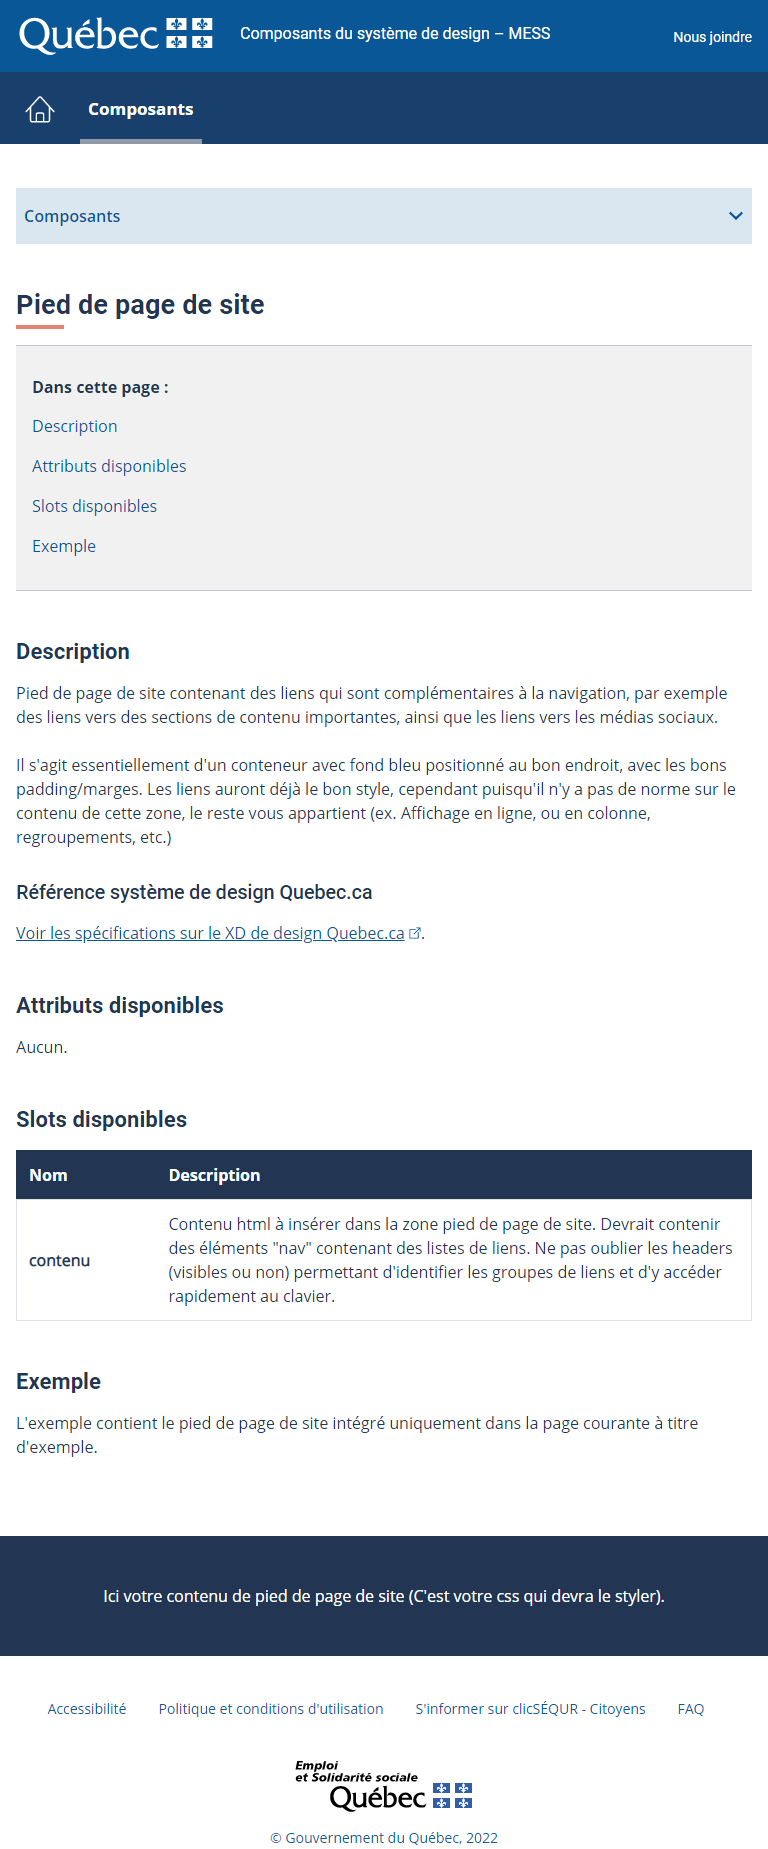 Québec
Composants du système de design – MESS
Nous joindre
Composants
Composants
Pied de page de site
Dans cette page :
Description
Attributs disponibles
Slots disponibles
Exemple
Description
Pied de page de site contenant des liens qui sont complémentaires à la navigation, par exemple
des liens vers des sections de contenu importantes, ainsi que les liens vers les médias sociaux.
Il s'agit essentiellement d'un conteneur avec fond bleu positionné au bon endroit, avec les bons
padding/marges. Les liens auront déjà le bon style, cependant puisqu'il n'y a pas de norme sur le
contenu de cette zone, le reste vous appartient (ex. Affichage en ligne, ou en colonne,
regroupements, etc.)
Référence système de design Quebec.ca
Voir les spécifications sur le XD de design Quebec.ca.
Attributs disponibles
Aucun.
Slots disponibles
Nom Description
contenu
Contenu html à insérer dans la zone pied de page de site. Devrait contenir
des éléments "nav" contenant des listes de liens. Ne pas oublier les headers
(visibles ou non) permettant d'identifier les groupes de liens et d'y accéder
rapidement au clavier.
Exemple
L'exemple contient le pied de page de site intégré uniquement dans la page courante à titre
d'exemple.
Ici votre contenu de pied de page de site (C'est votre css qui devra le styler).
Accessibilité Politique et conditions d'utilisation S'informer sur clicSÉQUR - Citoyens FAQ
Emploi
et Solidarité sociale
Québec
© Gouvernement du Québec, 2022